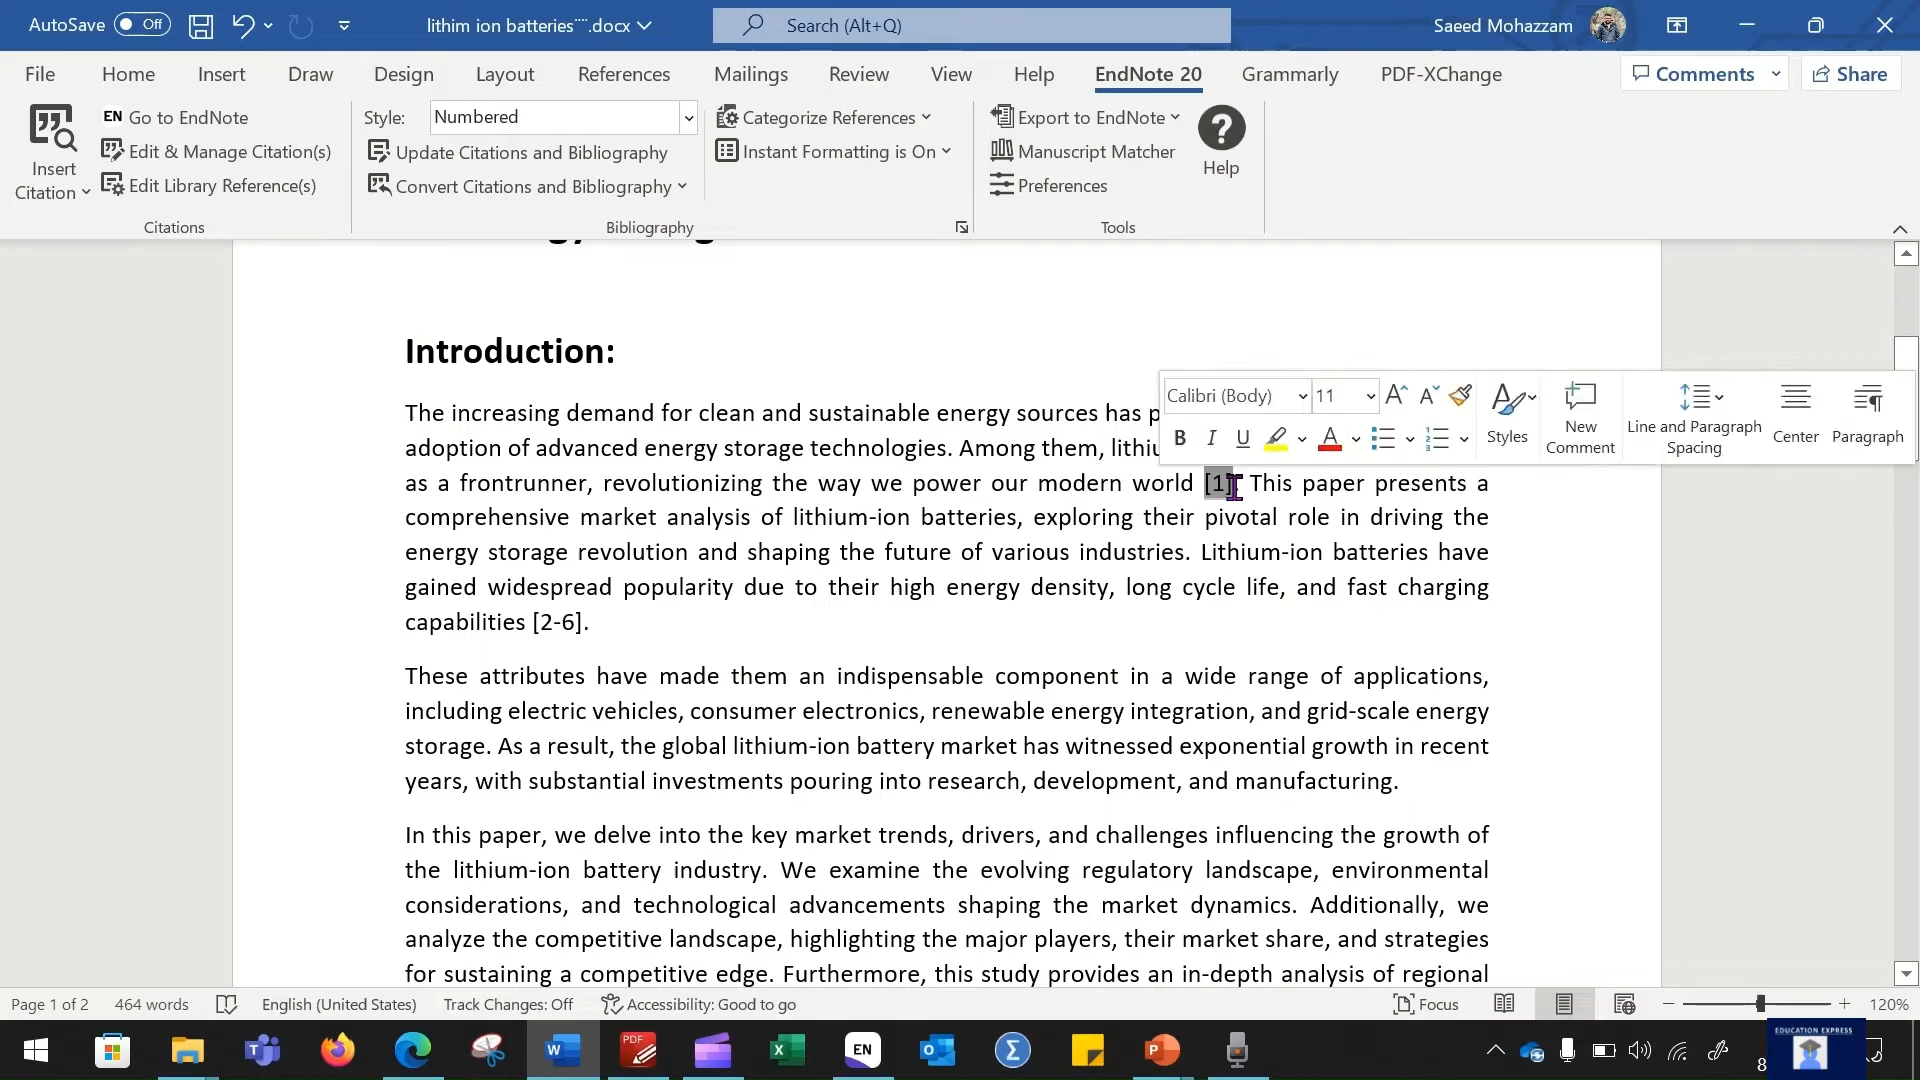 AutoSave Off lithim ion batteries¨¨.docx Search (Alt+Q) Saeed Mohazzam
File Home Insert Draw Design Layout References Mailings Review View Help EndNote 20 Grammarly PDF-XChange Comments Share
Insert
Citation
EN Go to EndNote
Edit & Manage Citation(s)
Edit Library Reference(s)
Citations
Style: Numbered
Update Citations and Bibliography
Convert Citations and Bibliography
Categorize References
Instant Formatting is On
Bibliography
Export to EndNote
Manuscript Matcher
Preferences
Help
Tools
Introduction:
The increasing demand for clean and sustainable energy sources has
adoption of advanced energy storage technologies. Among them,
as a frontrunner, revolutionizing the way we power our modern world [1]. This paper presents a
comprehensive market analysis of lithium-ion batteries, exploring their pivotal role in driving the
energy storage revolution and shaping the future of various industries. Lithium-ion batteries have
gained widespread popularity due to their high energy density, long cycle life, and fast charging
capabilities [2-6].
Calibri (Body) 11
B I U A
Styles
New
Comment
Line and Paragraph
Spacing
Center
Paragraph
These attributes have made them an indispensable component in a wide range of applications,
including electric vehicles, consumer electronics, renewable energy integration, and grid-scale energy
storage. As a result, the global lithium-ion battery market has witnessed exponential growth in recent
years, with substantial investments pouring into research, development, and manufacturing.
In this paper, we delve into the key market trends, drivers, and challenges influencing the growth of
the lithium-ion battery industry. We examine the evolving regulatory landscape, environmental
considerations, and technological advancements shaping the market dynamics. Additionally, we
analyze the competitive landscape, highlighting the major players, their market share, and strategies
for sustaining a competitive edge. Furthermore, this study provides an in-depth analysis of regional
Page 1 of 2 464 words English (United States) Track Changes: Off Accessibility: Good to go Focus 120%
EDUCATION EXPRESS
PDF EN 8